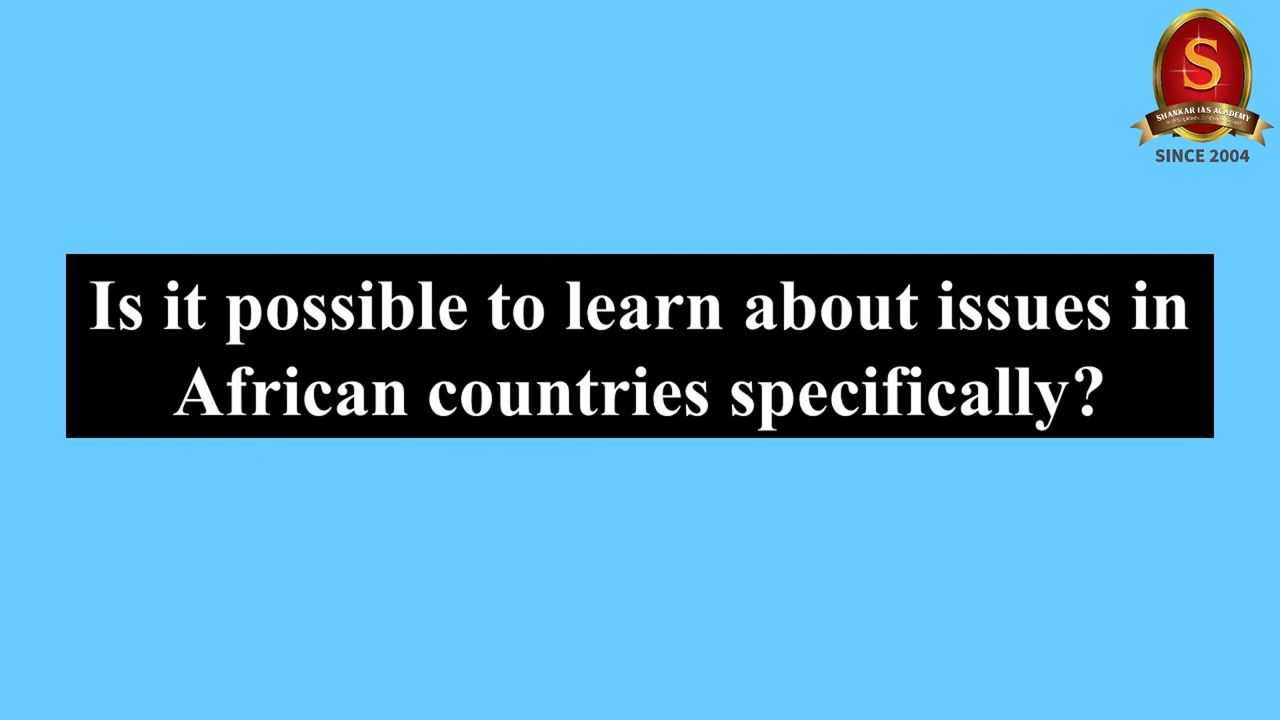 SHANKAR IAS ACADEMY
SINCE 2004
Is it possible to learn about issues in
African countries specifically?